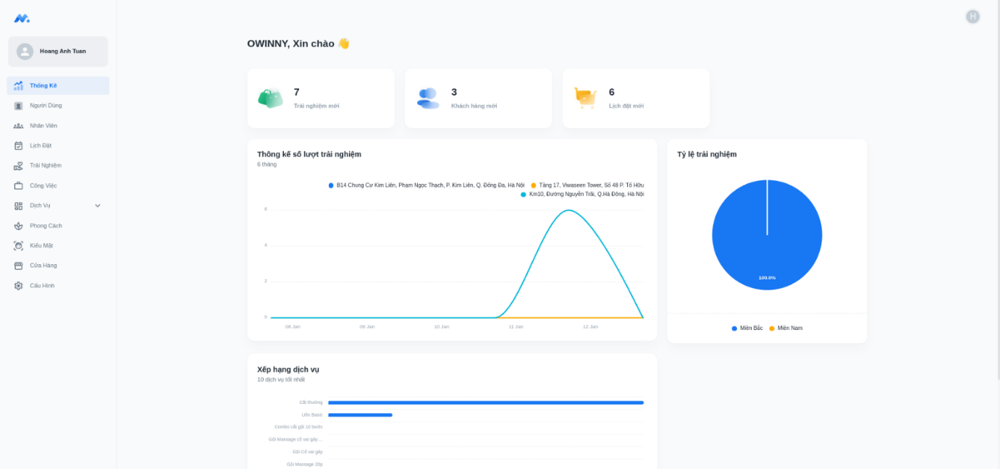 H
Hoang Anh Tuan
Thống Kê
Người Dùng
Nhân Viên
Lịch Đặt
Trải Nghiệm
Công Việc
Dịch Vụ
Phong Cách
Kiểu Mặt
Cửa Hàng
Cấu Hình
OWINNY, Xin chào 👋
7
Trải nghiệm mới
3
Khách hàng mới
6
Lịch đặt mới
Thông kế số lượt trải nghiệm
6 tháng
B14 Chung Cư Kim Liên, Phạm Ngọc Thạch, P. Kim Liên, Q. Đống Đa, Hà Nội
Tầng 17, Viwaseen Tower, Số 48 P. Tố Hữu
Km10, Đường Nguyễn Trãi, Q.Hà Đông, Hà Nội
6
4
2
0
08 Jan
09 Jan
10 Jan
11 Jan
12 Jan
Tỷ lệ trải nghiệm
100.0%
Miền Bắc
Miền Nam
Xếp hạng dịch vụ
10 dịch vụ tốt nhất
Cắt thường
Uốn Basic
Combo cắt gội 10 bước
Gội Massage cổ vai gáy ...
Gội Cổ vai gáy
Gội Massage 20p